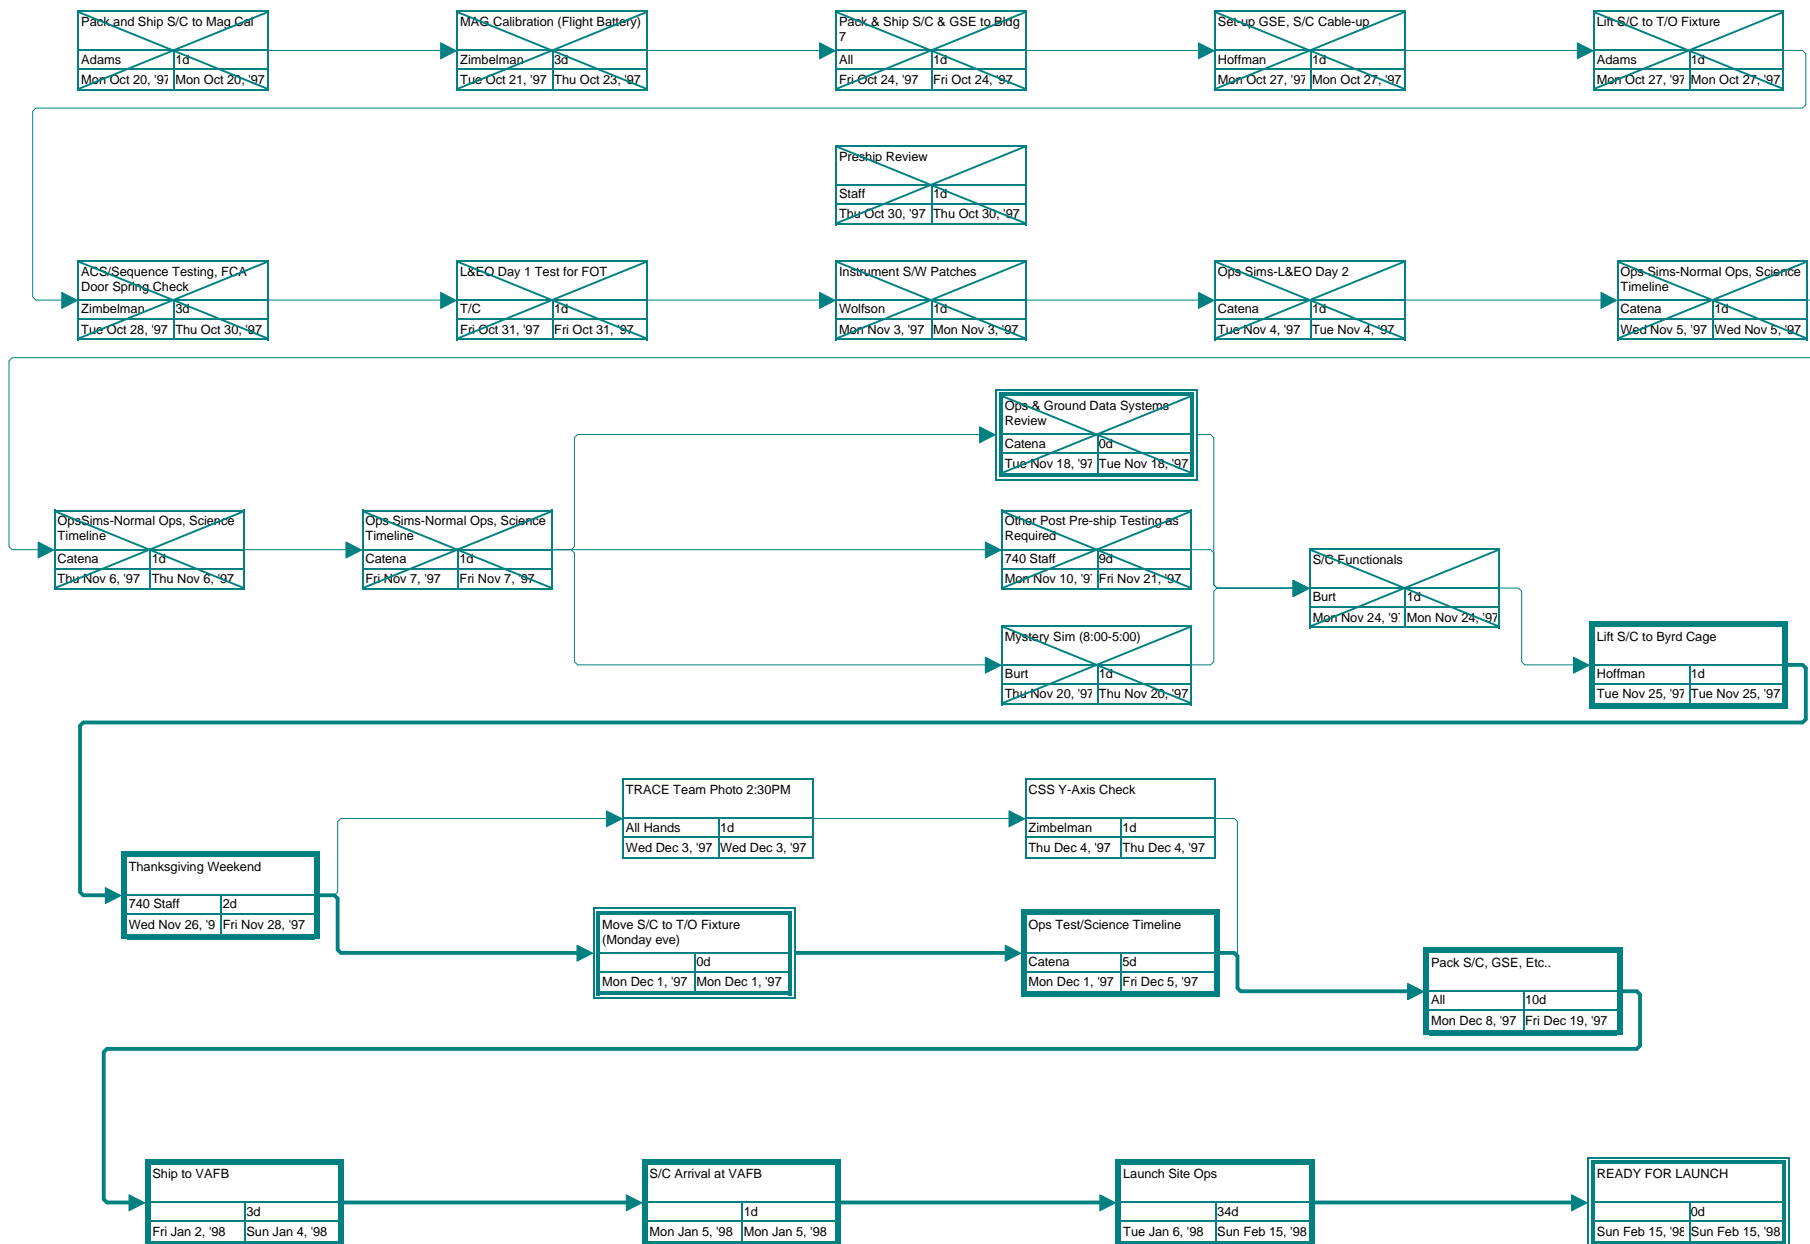 Pack and Ship S/C to Mag Cal
Adams 1d
Mon Oct 20, '97 Mon Oct 20, '97
MAG Calibration (Flight Battery)
Zimbelman 3d
Tue Oct 21, '97 Thu Oct 23, '97
Pack & Ship S/C & GSE to Bldg
7
All 1d
Fri Oct 24, '97 Fri Oct 24, '97
Set-up GSE, S/C Cable-up
Hoffman 1d
Mon Oct 27, '97 Mon Oct 27, '97
Lift S/C to T/O Fixture
Adams 1d
Mon Oct 27, '97 Mon Oct 27, '97
Preship Review
Staff 1d
Thu Oct 30, '97 Thu Oct 30, '97
ACS/Sequence Testing, FCA
Door Spring Check
Zimbelman 3d
Tue Oct 28, '97 Thu Oct 30, '97
L&EO Day 1 Test for FOT
T/C 1d
Fri Oct 31, '97 Fri Oct 31, '97
Instrument S/W Patches
Wolfson 1d
Mon Nov 3, '97 Mon Nov 3, '97
Ops Sims-L&EO Day 2
Catena 1d
Tue Nov 4, '97 Tue Nov 4, '97
Ops Sims-Normal Ops, Science
Timeline
Catena 1d
Wed Nov 5, '97 Wed Nov 5, '97
OpsSims-Normal Ops, Science
Timeline
Catena 1d
Thu Nov 6, '97 Thu Nov 6, '97
Ops Sims-Normal Ops, Science
Timeline
Catena 1d
Fri Nov 7, '97 Fri Nov 7, '97
Ops & Ground Data Systems
Review
Catena 0d
Tue Nov 18, '97 Tue Nov 18, '97
Other Post Pre-ship Testing as
Required
740 Staff 9d
Mon Nov 10, '9 Fri Nov 21, '97
Mystery Sim (8:00-5:00)
Burt 1d
Thu Nov 20, '97 Thu Nov 20, '97
S/C Functionals
Burt 1d
Mon Nov 24, '9 Mon Nov 24, '97
Lift S/C to Byrd Cage
Hoffman 1d
Tue Nov 25, '97 Tue Nov 25, '97
Thanksgiving Weekend
740 Staff 2d
Wed Nov 26, '9 Fri Nov 28, '97
TRACE Team Photo 2:30PM
All Hands 1d
Wed Dec 3, '97 Wed Dec 3, '97
CSS Y-Axis Check
Zimbelman 1d
Thu Dec 4, '97 Thu Dec 4, '97
Move S/C to T/O Fixture
(Monday eve)
0d
Mon Dec 1, '97 Mon Dec 1, '97
Ops Test/Science Timeline
Catena 5d
Mon Dec 1, '97 Fri Dec 5, '97
Pack S/C, GSE, Etc..
All 10d
Mon Dec 8, '97 Fri Dec 19, '97
Ship to VAFB
3d
Fri Jan 2, '98 Sun Jan 4, '98
S/C Arrival at VAFB
1d
Mon Jan 5, '98 Mon Jan 5, '98
Launch Site Ops
34d
Tue Jan 6, '98 Sun Feb 15, '98
READY FOR LAUNCH
0d
Sun Feb 15, '98 Sun Feb 15, '98